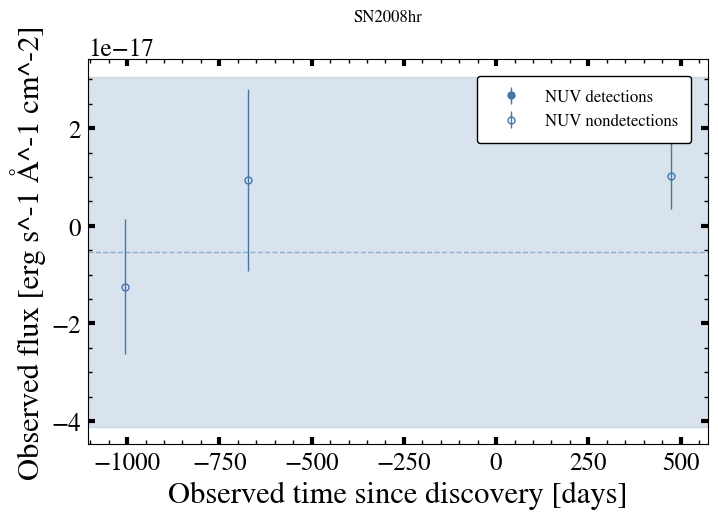 SN2008hr
1e−17
Observed flux [erg s^-1 Å^-1 cm^-2]
2
0
−2
−4
NUV detections
NUV nondetections
−1000 −750 −500 −250 0 250 500
Observed time since discovery [days]